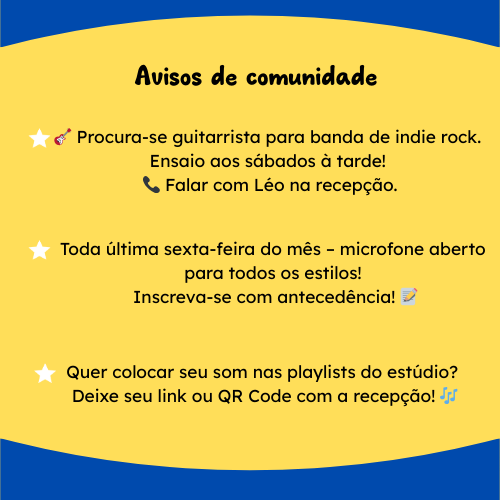 Avisos de comunidade
🎸 Procura-se guitarrista para banda de indie rock.
Ensaio aos sábados à tarde!
📞 Falar com Léo na recepção.
Toda última sexta-feira do mês – microfone aberto
para todos os estilos!
Inscreva-se com antecedência! 📝
Quer colocar seu som nas playlists do estúdio?
Deixe seu link ou QR Code com a recepção! 🎶